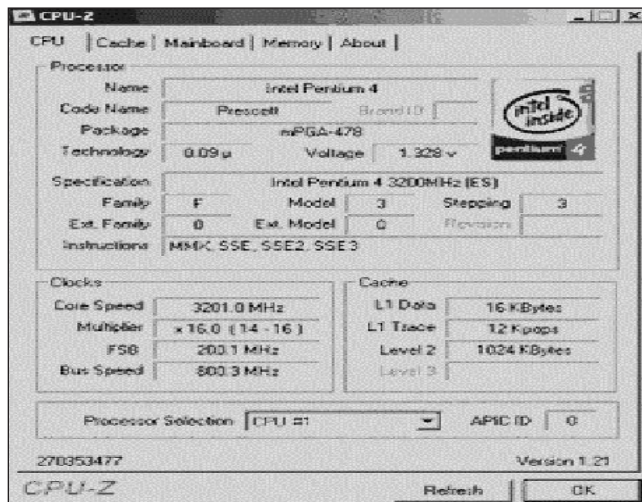 CPU-Z
CPU Cache Mainboard Memory About
Processor
Name Intel Pentium 4
Code Name Prescott Brand ID
Package mPGA-478
Technology 0.09 µ Voltage 1.328 v
intel inside pentium 4
Specification Intel Pentium 4 3200MHz (ES)
Family F Model 3 Stepping 3
Ext. Family 0 Ext. Model 0 Revision
Instructions MMX, SSE, SSE2, SSE3
Clocks
Core Speed 3201.0 MHz
Multiplier x 16.0 (14 - 16)
FSB 200.1 MHz
Bus Speed 800.3 MHz
Cache
L1 Data 16 KBytes
L1 Trace 12 Kµops
Level 2 1024 KBytes
Level 3
Processor Selection CPU #1 APIC ID 0
270353477 Version 1.21
CPU-Z Refresh OK